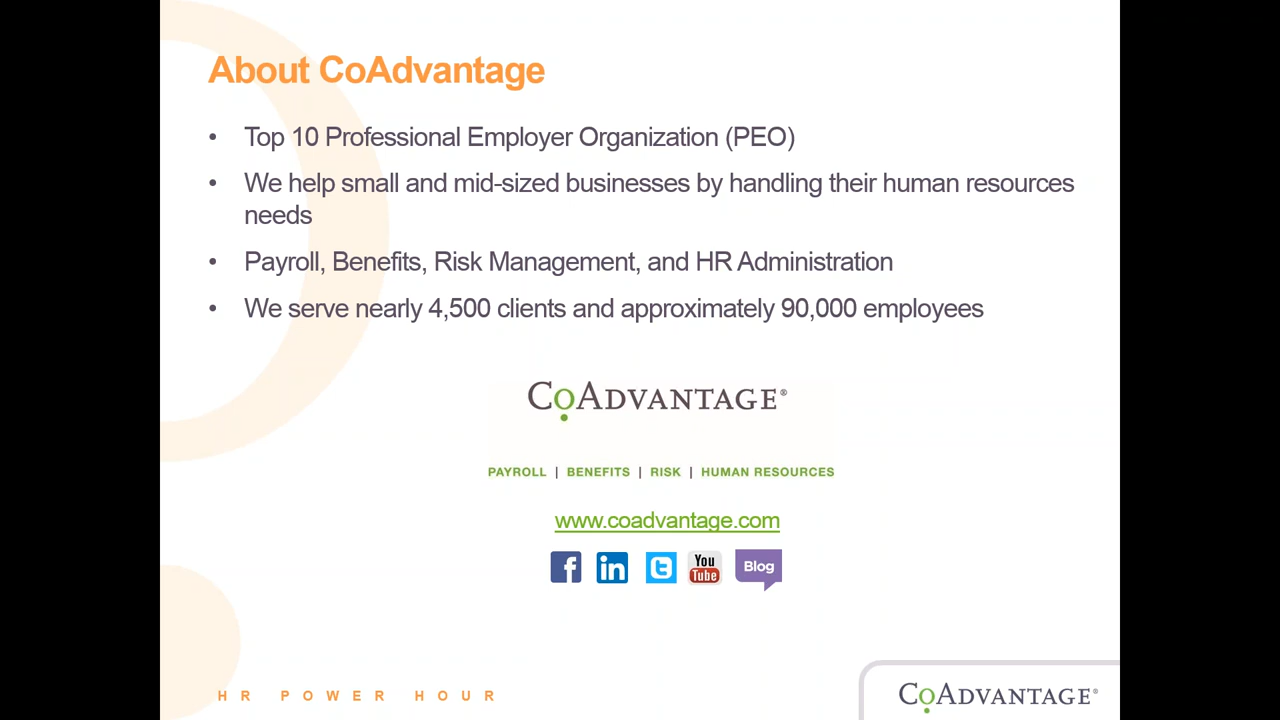 About CoAdvantage
• Top 10 Professional Employer Organization (PEO)
• We help small and mid-sized businesses by handling their human resources
needs
• Payroll, Benefits, Risk Management, and HR Administration
• We serve nearly 4,500 clients and approximately 90,000 employees
CoAdvantage®
PAYROLL | BENEFITS | RISK | HUMAN RESOURCES
www.coadvantage.com
f in t You Tube Blog
HR POWER HOUR
CoAdvantage®